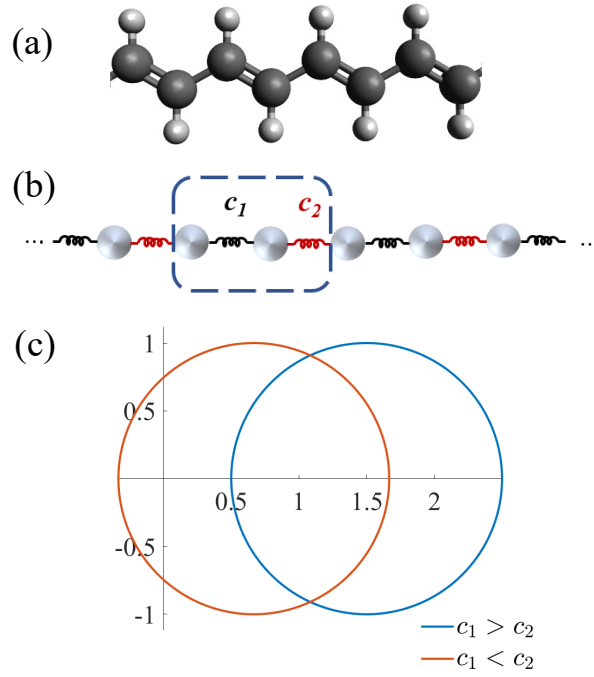 (a)
(b)
c₁ c₂
... ...
(c)
1
0.5
0.5 1 1.5 2
-0.5
-1
c₁ > c₂
c₁ < c₂